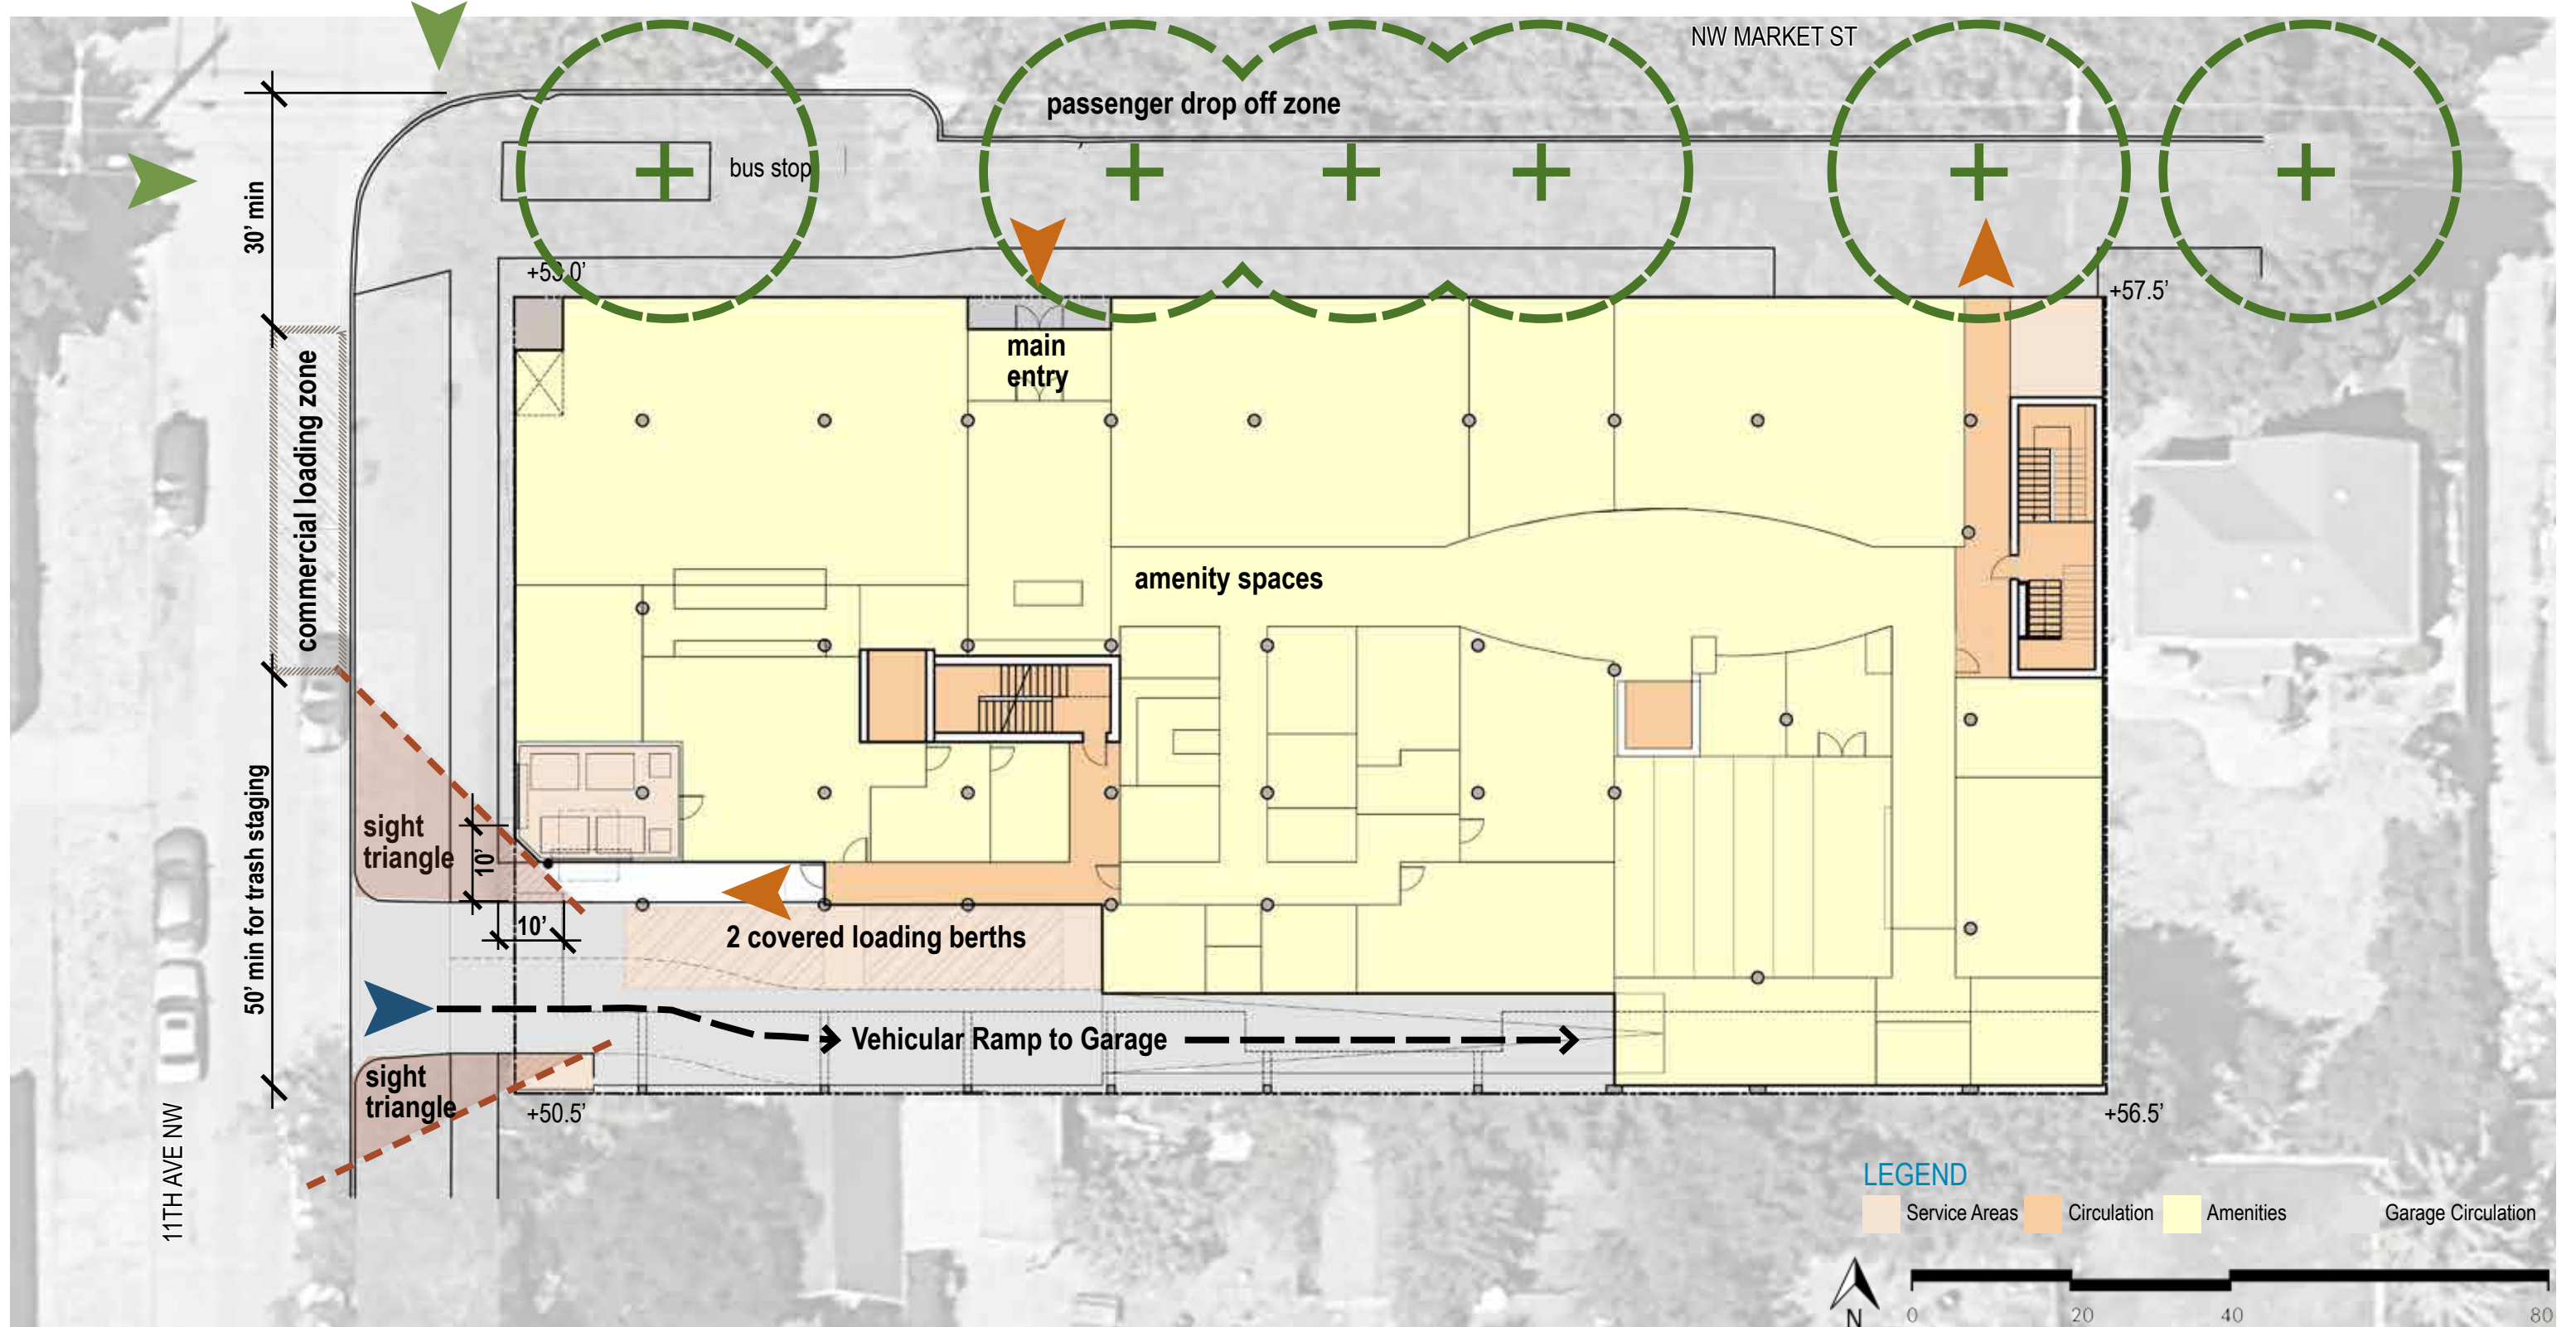 NW MARKET ST
passenger drop off zone
bus stop
30' min
+53.0'
+57.5'
main
entry
commercial loading zone
amenity spaces
50' min for trash staging
sight
triangle
10'
10'
2 covered loading berths
Vehicular Ramp to Garage
sight
triangle
+50.5'
+56.5'
11TH AVE NW
LEGEND
Service Areas
Circulation
Amenities
Garage Circulation
N
0
20
40
80